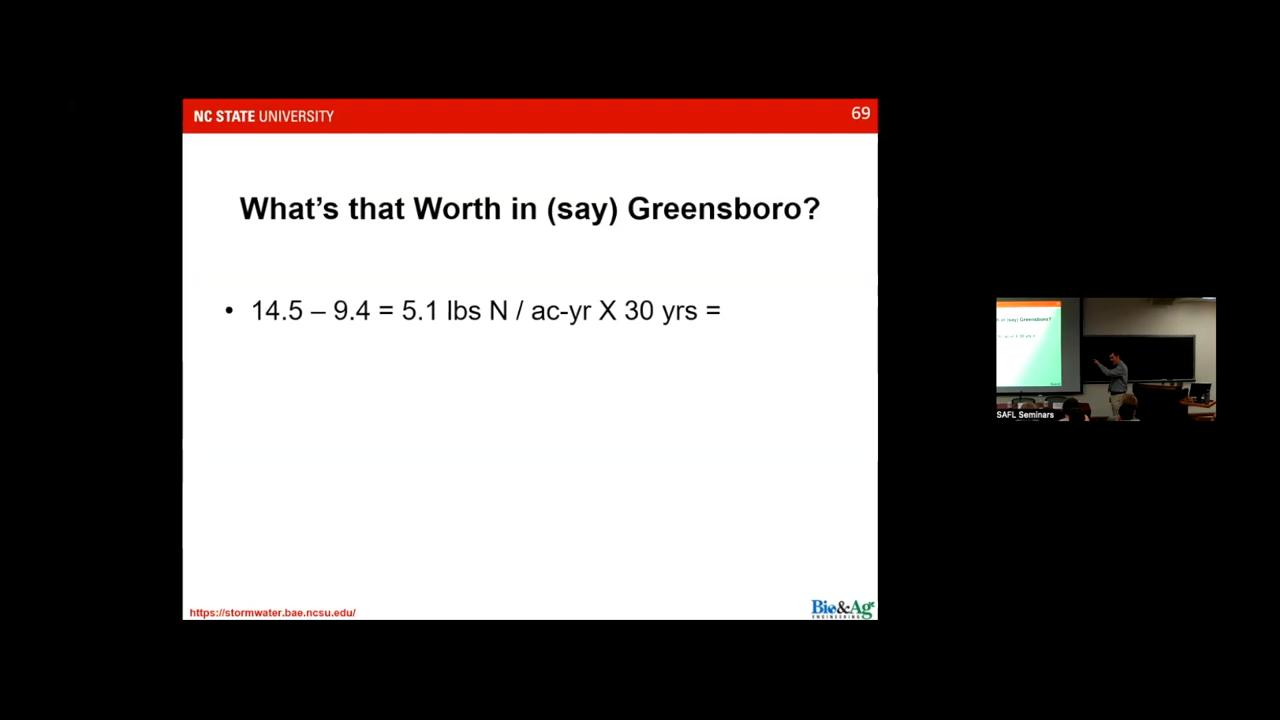 NC STATE UNIVERSITY
69
What's that Worth in (say) Greensboro?
• 14.5 – 9.4 = 5.1 lbs N / ac-yr X 30 yrs =
https://stormwater.bae.ncsu.edu/
Bio&Ag
ENGINEERING
SAFL Seminars